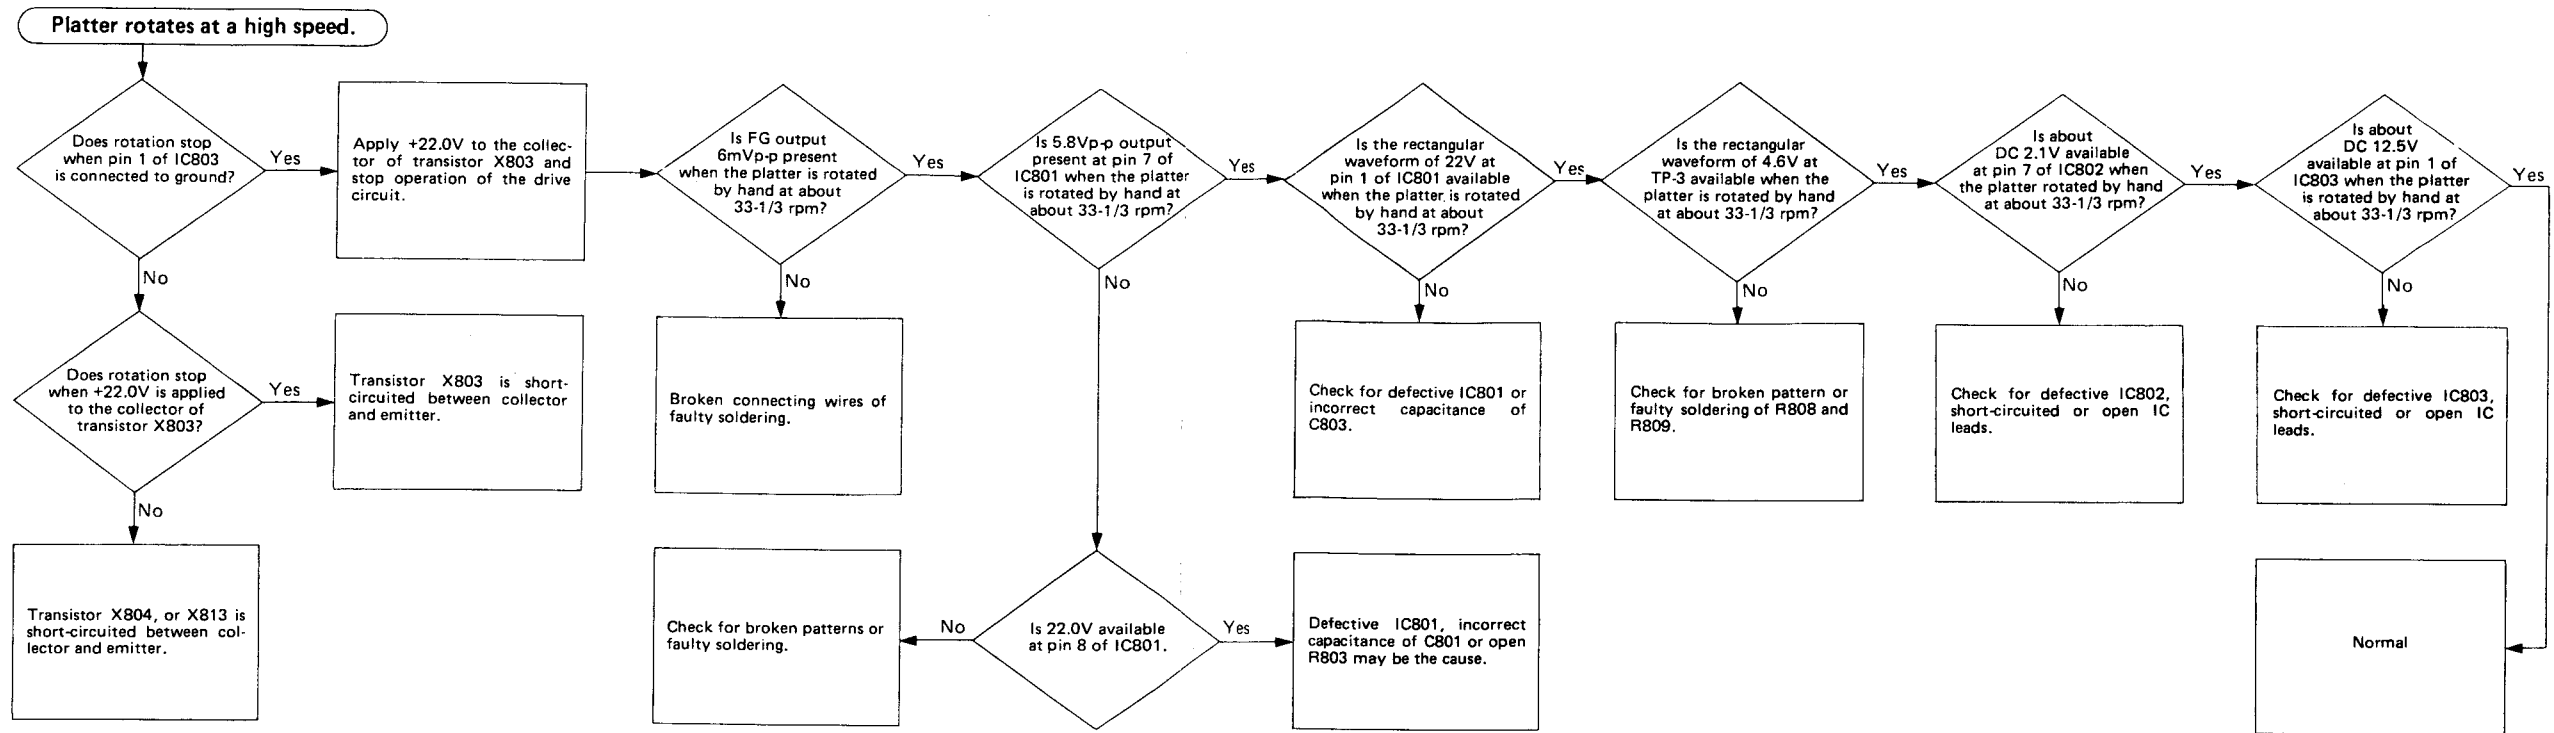 Platter rotates at a high speed.
Does rotation stop
when pin 1 of IC803
is connected to ground?
Yes
No
Apply +22.0V to the collec-
tor of transistor X803 and
stop operation of the drive
circuit.
Is FG output
6mVp-p present
when the platter is rotated
by hand at about
33-1/3 rpm?
Yes
No
Is 5.8Vp-p output
present at pin 7 of
IC801 when the platter
is rotated by hand at
about 33-1/3 rpm?
Yes
No
Is the rectangular
waveform of 22V at
pin 1 of IC801 available
when the platter is rotated
by hand at about
33-1/3 rpm?
Yes
No
Is the rectangular
waveform of 4.6V at
TP-3 available when the
platter is rotated by hand
at about 33-1/3 rpm?
Yes
No
Is about
DC 2.1V available
at pin 7 of IC802 when
the platter rotated by hand
at about 33-1/3 rpm?
Yes
No
Is about
DC 12.5V
available at pin 1 of
IC803 when the platter
is rotated by hand at
about 33-1/3 rpm?
Yes
No
Does rotation stop
when +22.0V is applied
to the collector of
transistor X803?
Yes
No
Transistor X803 is short-
circuited between collector
and emitter.
Broken connecting wires of
faulty soldering.
Check for defective IC801 or
incorrect capacitance of
C803.
Check for broken pattern or
faulty soldering of R808 and
R809.
Check for defective IC802,
short-circuited or open IC
leads.
Check for defective IC803,
short-circuited or open IC
leads.
Transistor X804, or X813 is
short-circuited between col-
lector and emitter.
Check for broken patterns or
faulty soldering.
No
Is 22.0V available
at pin 8 of IC801.
Yes
Defective IC801, incorrect
capacitance of C801 or open
R803 may be the cause.
Normal